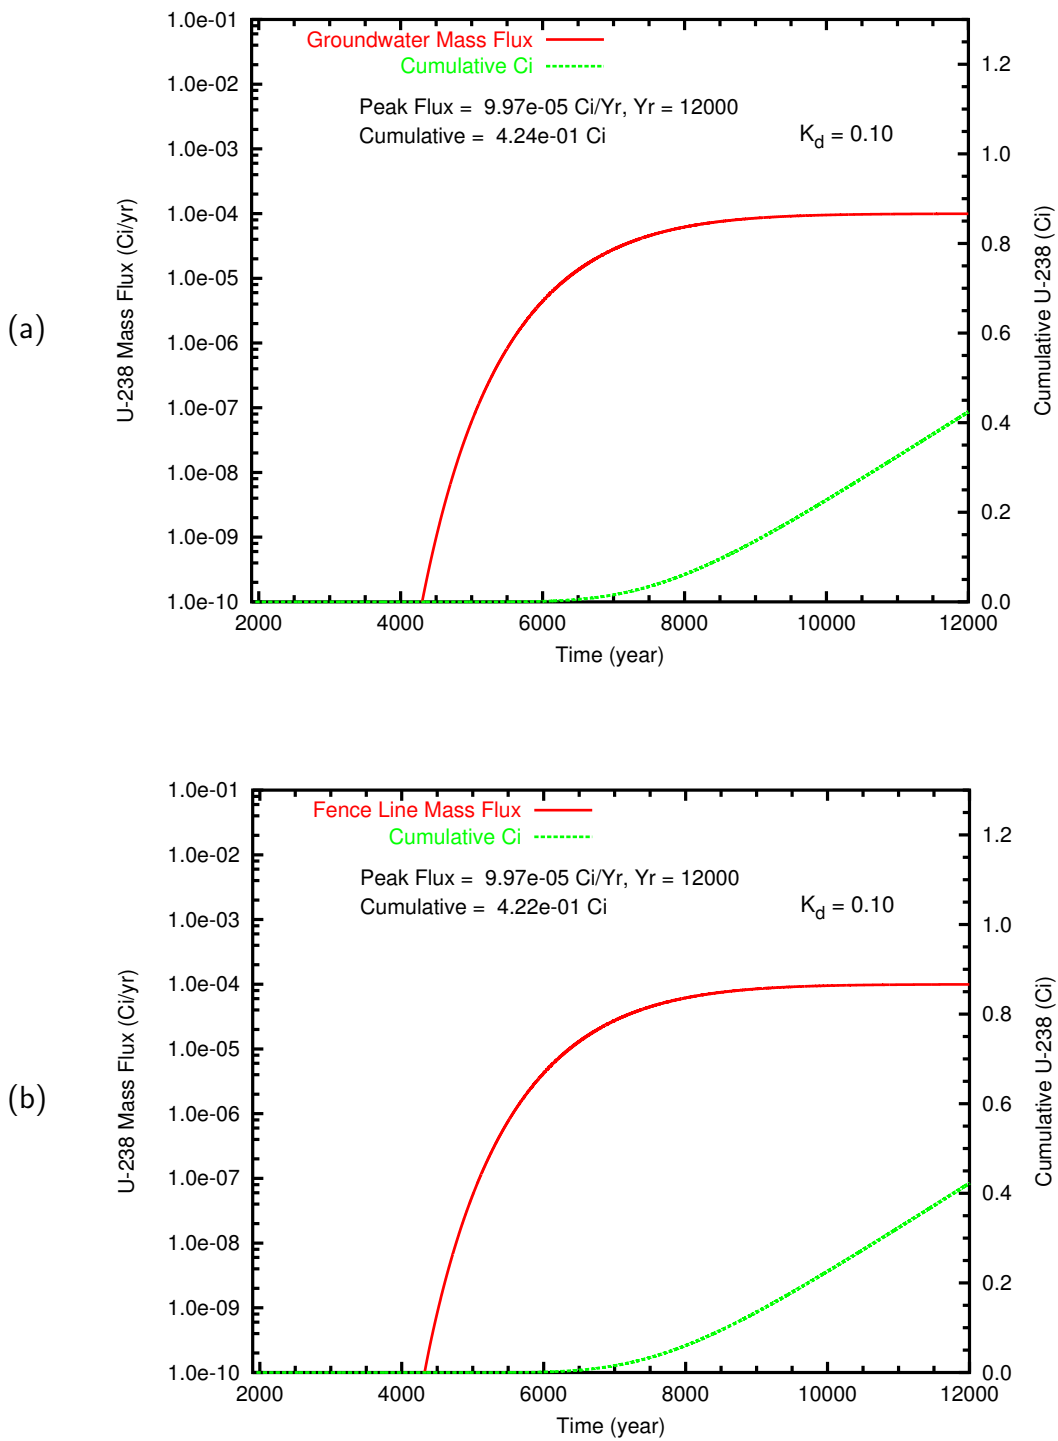 (a)
U-238 Mass Flux (Ci/yr)
1.0e-01
1.0e-02
1.0e-03
1.0e-04
1.0e-05
1.0e-06
1.0e-07
1.0e-08
1.0e-09
1.0e-10
Groundwater Mass Flux
Cumulative Ci
Peak Flux = 9.97e-05 Ci/Yr, Yr = 12000
Cumulative = 4.24e-01 Ci
K_d = 0.10
1.2
1.0
0.8
0.6
0.4
0.2
0.0
Cumulative U-238 (Ci)
2000 4000 6000 8000 10000 12000
Time (year)
(b)
U-238 Mass Flux (Ci/yr)
1.0e-01
1.0e-02
1.0e-03
1.0e-04
1.0e-05
1.0e-06
1.0e-07
1.0e-08
1.0e-09
1.0e-10
Fence Line Mass Flux
Cumulative Ci
Peak Flux = 9.97e-05 Ci/Yr, Yr = 12000
Cumulative = 4.22e-01 Ci
K_d = 0.10
1.2
1.0
0.8
0.6
0.4
0.2
0.0
Cumulative U-238 (Ci)
2000 4000 6000 8000 10000 12000
Time (year)